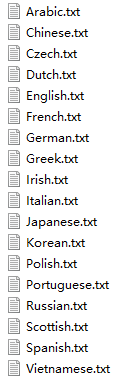 Arabic.txt
Chinese.txt
Czech.txt
Dutch.txt
English.txt
French.txt
German.txt
Greek.txt
Irish.txt
Italian.txt
Japanese.txt
Korean.txt
Polish.txt
Portuguese.txt
Russian.txt
Scottish.txt
Spanish.txt
Vietnamese.txt